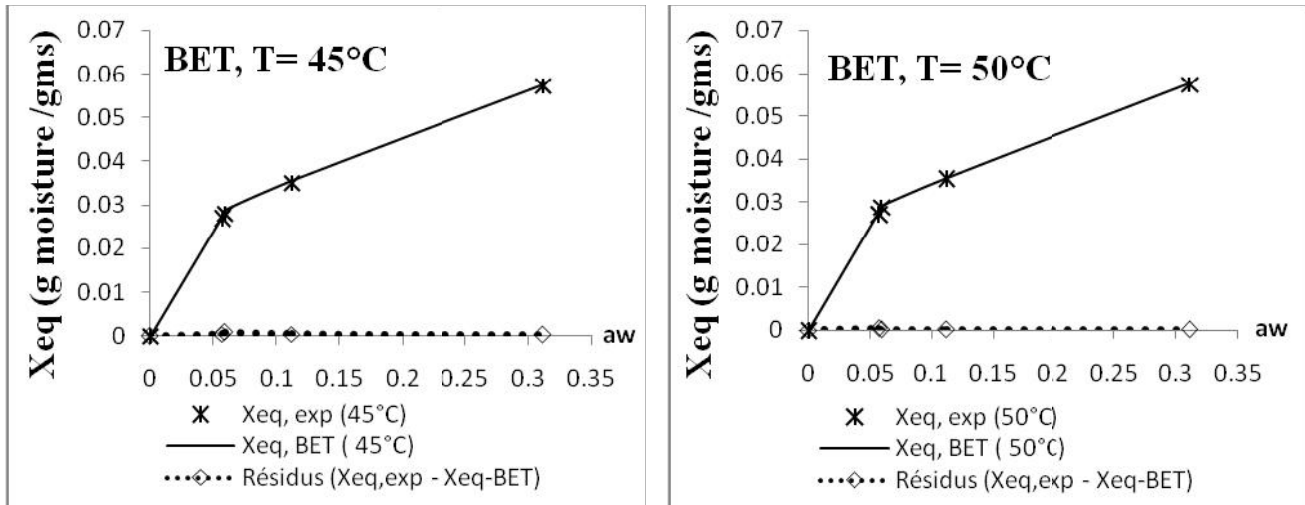 BET, T= 45°C
Xeq (g moisture /gms)
0.07
0.06
0.05
0.04
0.03
0.02
0.01
0
aw
0 0.05 0.1 0.15 0.2 0.25 0.3 0.35
Xeq, exp (45°C)
Xeq, BET ( 45°C)
Résidus (Xeq,exp - Xeq-BET)
BET, T= 50°C
Xeq (g moisture /gms)
0.07
0.06
0.05
0.04
0.03
0.02
0.01
0
aw
0 0.05 0.1 0.15 0.2 0.25 0.3 0.35
Xeq, exp (50°C)
Xeq, BET ( 50°C)
Résidus (Xeq,exp - Xeq-BET)